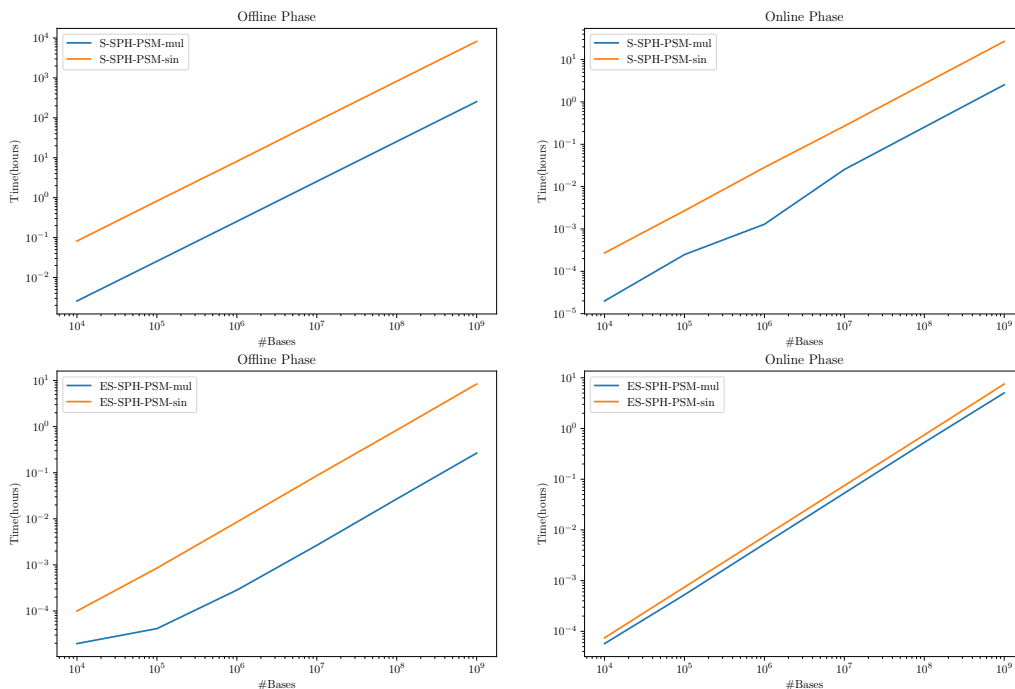 Offline Phase
S-SPH-PSM-mul
S-SPH-PSM-sin
Time(hours)
10^4
10^3
10^2
10^1
10^0
10^-1
10^-2
10^4 10^5 10^6 10^7 10^8 10^9
#Bases
Online Phase
S-SPH-PSM-mul
S-SPH-PSM-sin
Time(hours)
10^1
10^0
10^-1
10^-2
10^-3
10^-4
10^-5
10^4 10^5 10^6 10^7 10^8 10^9
#Bases
Offline Phase
ES-SPH-PSM-mul
ES-SPH-PSM-sin
Time(hours)
10^1
10^0
10^-1
10^-2
10^-3
10^-4
10^4 10^5 10^6 10^7 10^8 10^9
#Bases
Online Phase
ES-SPH-PSM-mul
ES-SPH-PSM-sin
Time(hours)
10^1
10^0
10^-1
10^-2
10^-3
10^-4
10^4 10^5 10^6 10^7 10^8 10^9
#Bases